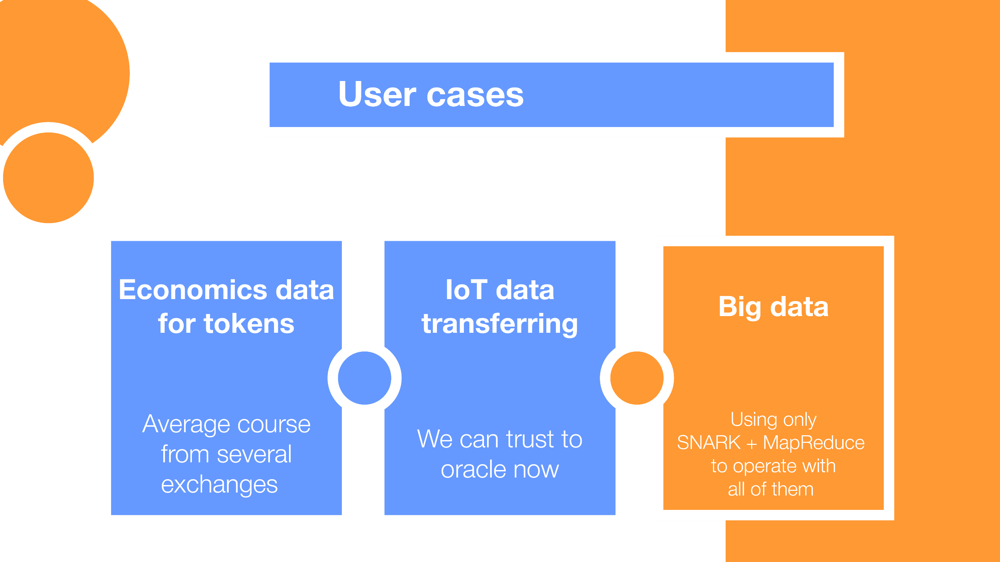 User cases
Economics data
for tokens
Average course
from several
exchanges
IoT data
transferring
We can trust to
oracle now
Big data
Using only
SNARK + MapReduce
to operate with
all of them